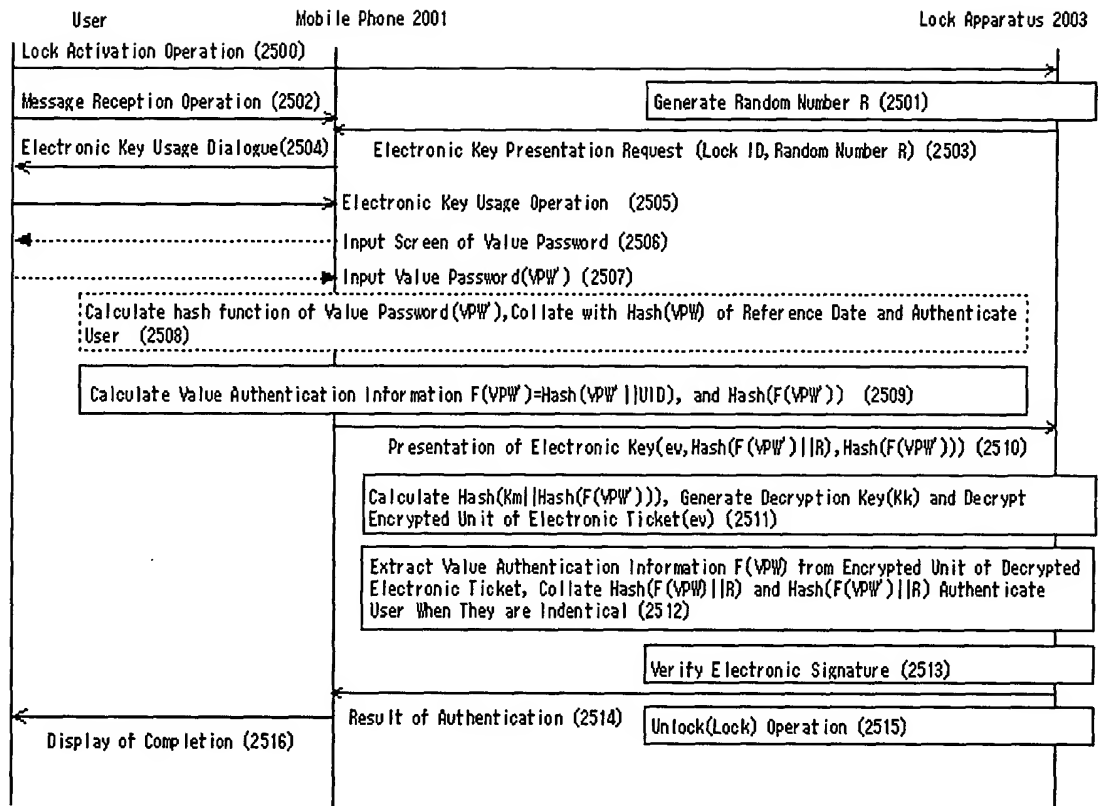 User
Mobile Phone 2001
Lock Apparatus 2003
Lock Activation Operation (2500)
Message Reception Operation (2502)
Generate Random Number R (2501)
Electronic Key Usage Dialogue(2504)
Electronic Key Presentation Request (Lock ID,Random Number R) (2503)
Electronic Key Usage Operation (2505)
Input Screen of Value Password (2506)
Input Value Password(VPW') (2507)
Calculate hash function of Value Password(VPW'),Collate with Hash(VPW) of Reference Date and Authenticate
User (2508)
Calculate Value Authentication Information F(VPW')=Hash(VPW'||UID), and Hash(F(VPW')) (2509)
Presentation of Electronic Key(ev,Hash(F(VPW')||R),Hash(F(VPW'))) (2510)
Calculate Hash(Km||Hash(F(VPW'))), Generate Decryption Key(Kk) and Decrypt
Encrypted Unit of Electronic Ticket(ev) (2511)
Extract Value Authentication Information F(VPW) from Encrypted Unit of Decrypted
Electronic Ticket, Collate Hash(F(VPW)||R) and Hash(F(VPW')||R) Authenticate
User When They are Indentical (2512)
Verify Electronic Signature (2513)
Result of Authentication (2514)
Unlock(Lock) Operation (2515)
Display of Completion (2516)